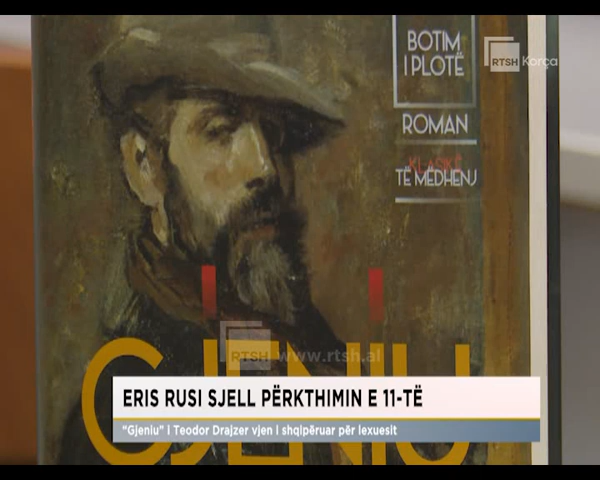 BOTIM
I PLOTË
RTSH Korça
ROMAN
KLASIKË
TË MËDHENJ
RTSH www.rtsh.al
GJENIU
ERIS RUSI SJELL PËRKTHIMIN E 11-TË
"Gjeniu" i Teodor Drajzer vjen i shqipëruar për lexuesit